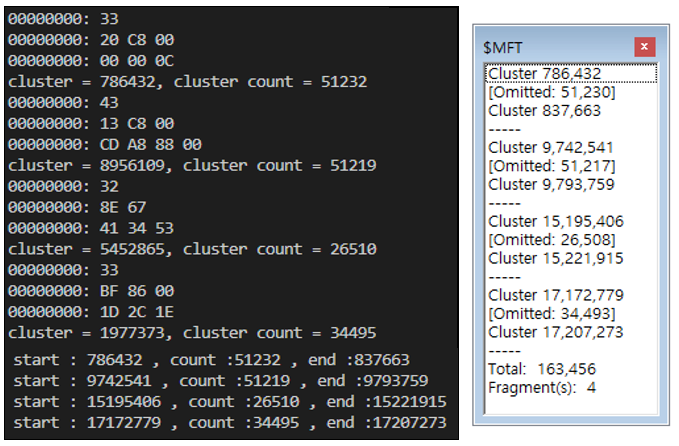 00000000: 33
00000000: 20 C8 00
00000000: 00 00 0C
cluster = 786432, cluster count = 51232
00000000: 43
00000000: 13 C8 00
00000000: CD A8 88 00
cluster = 8956109, cluster count = 51219
00000000: 32
00000000: 8E 67
00000000: 41 34 53
cluster = 5452865, cluster count = 26510
00000000: 33
00000000: BF 86 00
00000000: 1D 2C 1E
cluster = 1977373, cluster count = 34495
start : 786432 , count :51232 , end :837663
start : 9742541 , count :51219 , end :9793759
start : 15195406 , count :26510 , end :15221915
start : 17172779 , count :34495 , end :17207273
$MFT
x
Cluster 786,432
[Omitted: 51,230]
Cluster 837,663
-----
Cluster 9,742,541
[Omitted: 51,217]
Cluster 9,793,759
-----
Cluster 15,195,406
[Omitted: 26,508]
Cluster 15,221,915
-----
Cluster 17,172,779
[Omitted: 34,493]
Cluster 17,207,273
-----
Total: 163,456
Fragment(s): 4